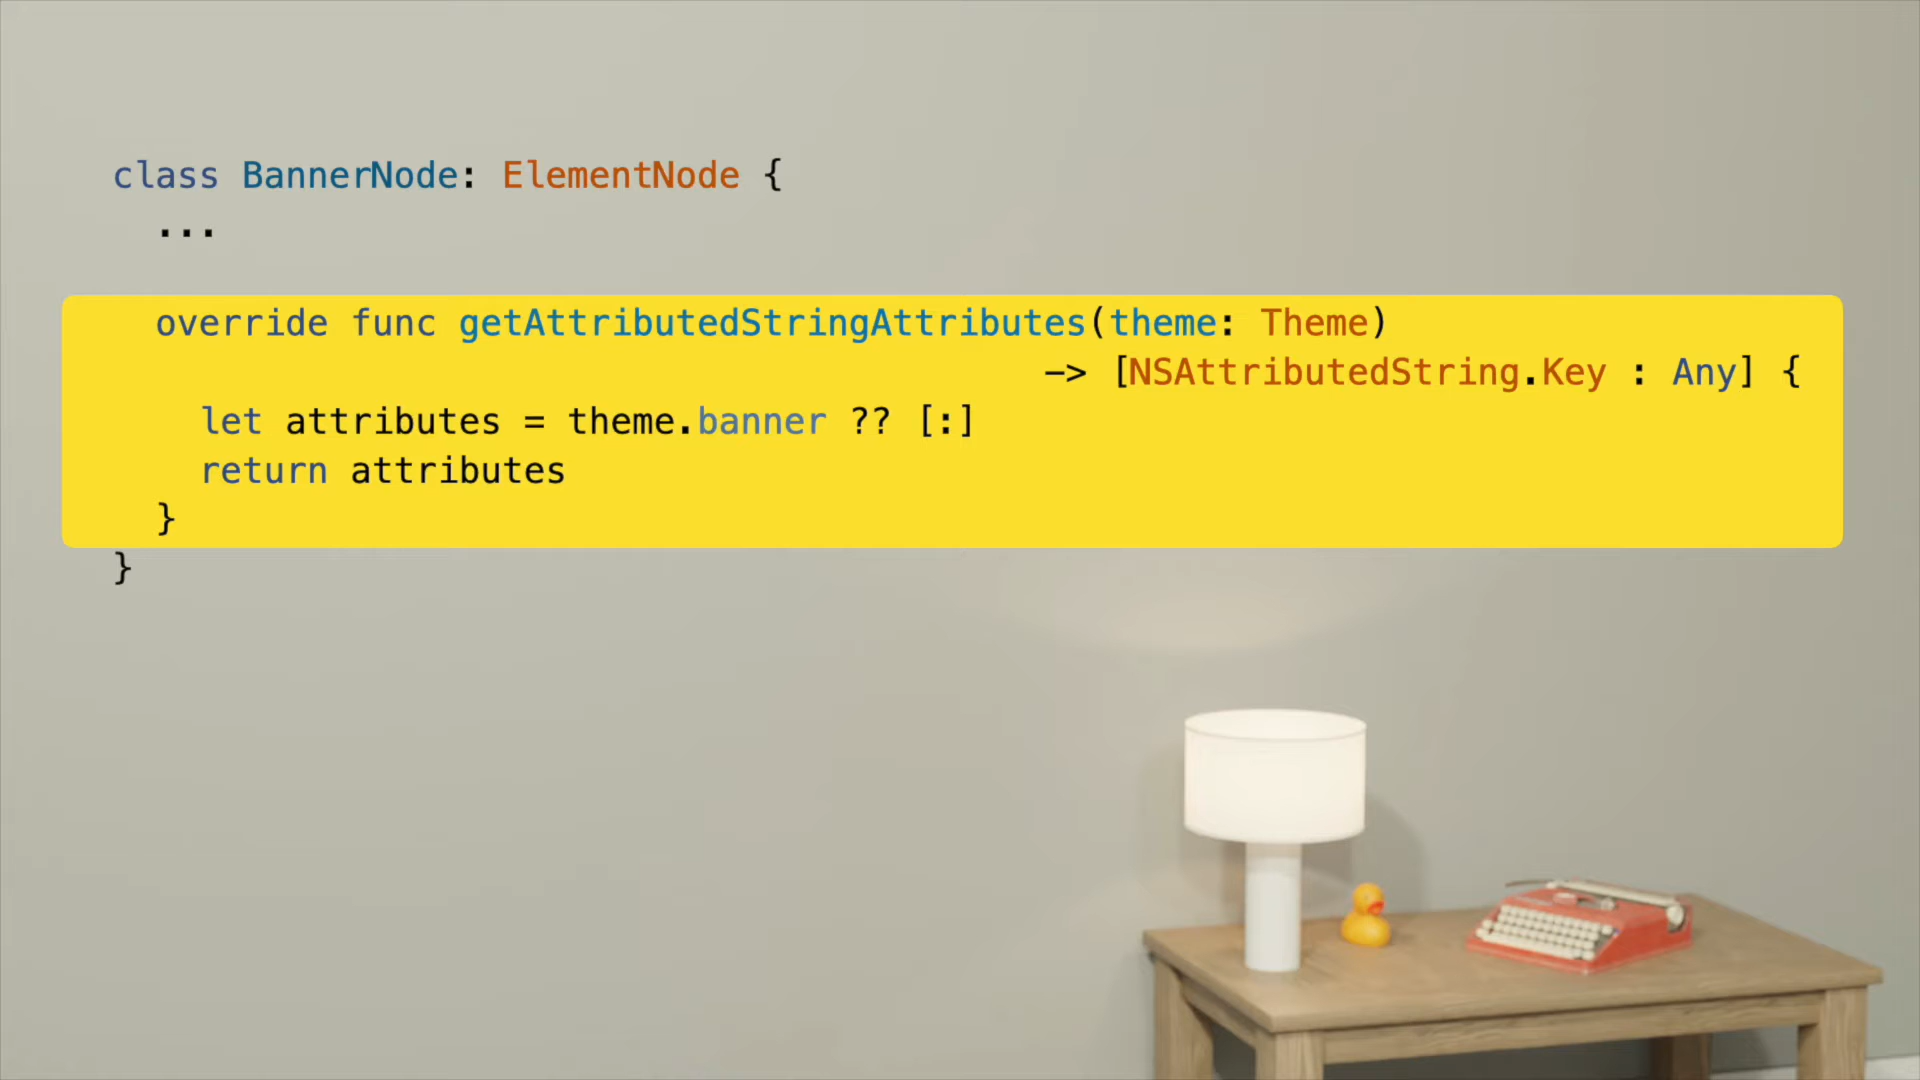 class BannerNode: ElementNode {
...
override func getAttributedStringAttributes(theme: Theme)
-> [NSAttributedString.Key : Any] {
let attributes = theme.banner ?? [:]
return attributes
}
}